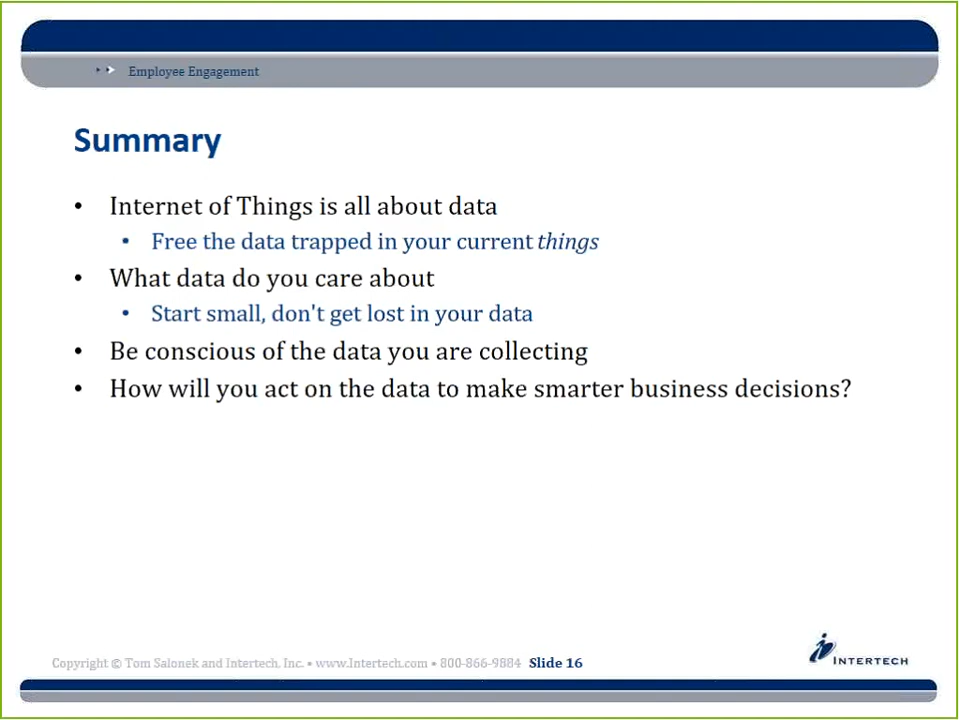 Employee Engagement
Summary
• Internet of Things is all about data
• Free the data trapped in your current things
• What data do you care about
• Start small, don't get lost in your data
• Be conscious of the data you are collecting
• How will you act on the data to make smarter business decisions?
Copyright © Tom Salonek and Intertech, Inc. • www.Intertech.com • 800-866-9884 Slide 16
INTERTECH